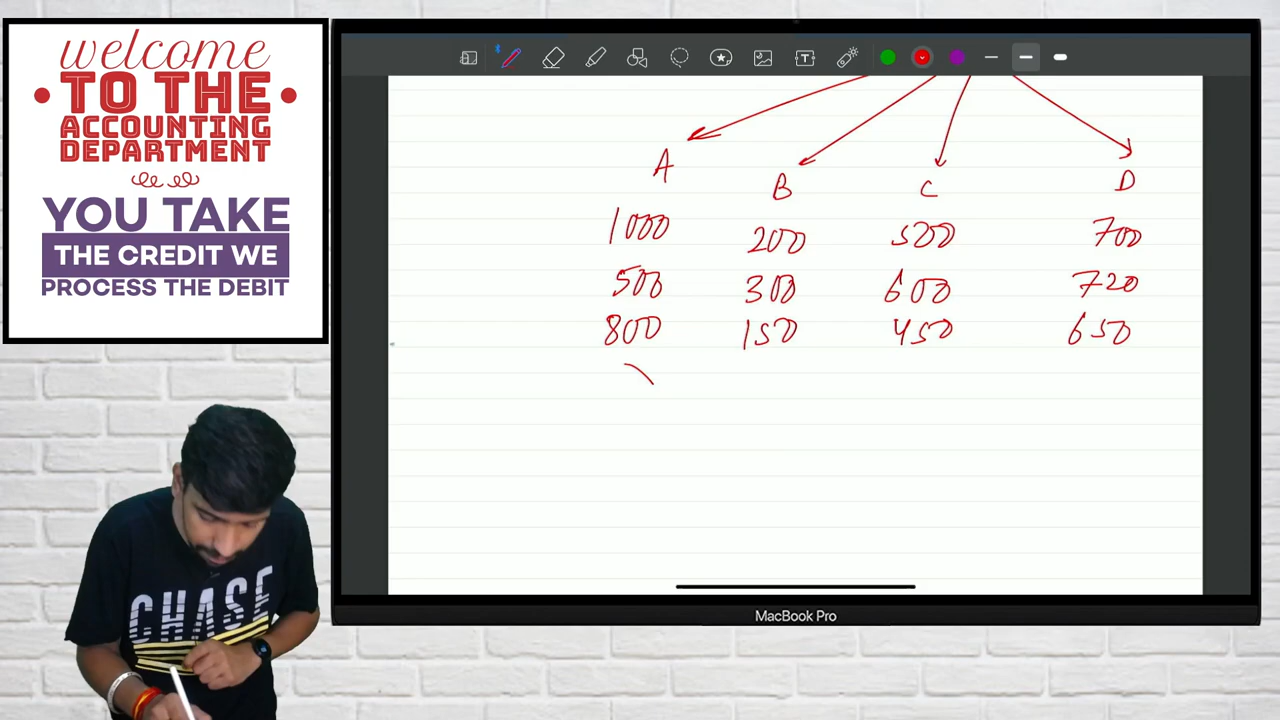 welcome
TO THE
ACCOUNTING
DEPARTMENT
YOU TAKE
THE CREDIT WE
PROCESS THE DEBIT
A B C D
1000 200 500 700
500 300 600 720
800 150 450 650
CHASE
T
MacBook Pro